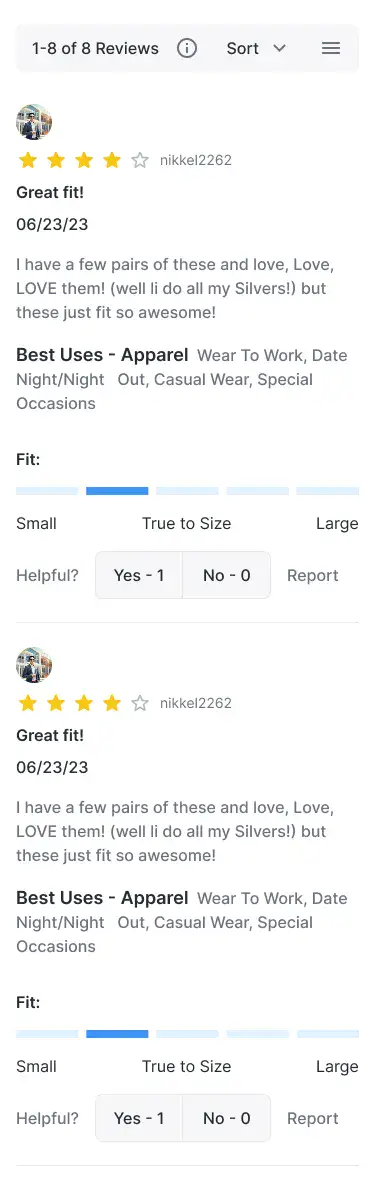 1-8 of 8 Reviews Sort
nikkel2262
Great fit!
06/23/23
I have a few pairs of these and love, Love,
LOVE them! (well li do all my Silvers!) but
these just fit so awesome!
Best Uses - Apparel Wear To Work, Date
Night/Night Out, Casual Wear, Special
Occasions
Fit:
Small True to Size Large
Helpful? Yes - 1 No - 0 Report
nikkel2262
Great fit!
06/23/23
I have a few pairs of these and love, Love,
LOVE them! (well li do all my Silvers!) but
these just fit so awesome!
Best Uses - Apparel Wear To Work, Date
Night/Night Out, Casual Wear, Special
Occasions
Fit:
Small True to Size Large
Helpful? Yes - 1 No - 0 Report